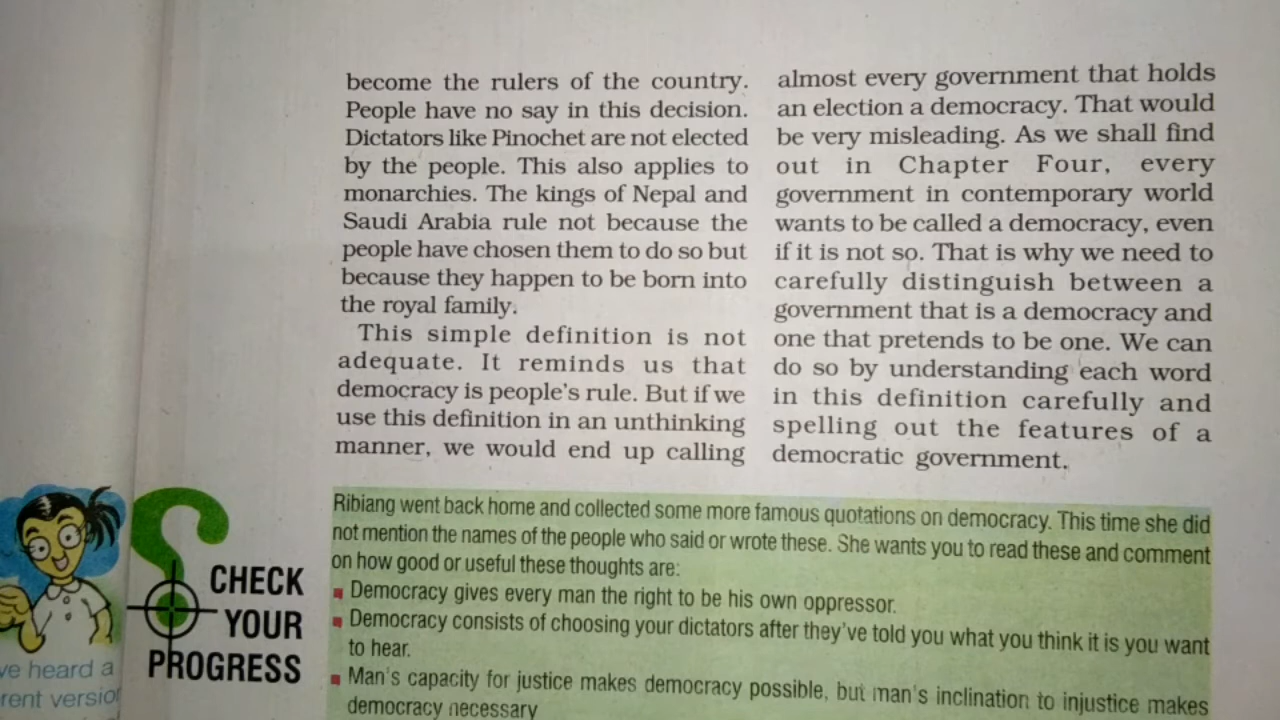 become the rulers of the country.
People have no say in this decision.
Dictators like Pinochet are not elected
by the people. This also applies to
monarchies. The kings of Nepal and
Saudi Arabia rule not because the
people have chosen them to do so but
because they happen to be born into
the royal family.
This simple definition is not
adequate. It reminds us that
democracy is people's rule. But if we
use this definition in an unthinking
manner, we would end up calling
almost every government that holds
an election a democracy. That would
be very misleading. As we shall find
out in Chapter Four, every
government in contemporary world
wants to be called a democracy, even
if it is not so. That is why we need to
carefully distinguish between a
government that is a democracy and
one that pretends to be one. We can
do so by understanding each word
in this definition carefully and
spelling out the features of a
democratic government.
CHECK
YOUR
PROGRESS
Ribiang went back home and collected some more famous quotations on democracy. This time she did
not mention the names of the people who said or wrote these. She wants you to read these and comment
on how good or useful these thoughts are:
Democracy gives every man the right to be his own oppressor.
Democracy consists of choosing your dictators after they've told you what you think it is you want
to hear.
Man's capacity for justice makes democracy possible, but man's inclination to injustice makes
democracy necessary
heard a